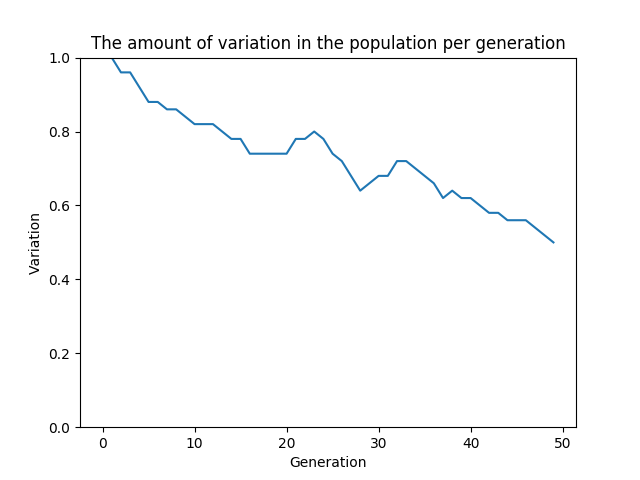 The amount of variation in the population per generation
1.0
0.8
0.6
0.4
0.2
0.0
Variation
0 10 20 30 40 50
Generation